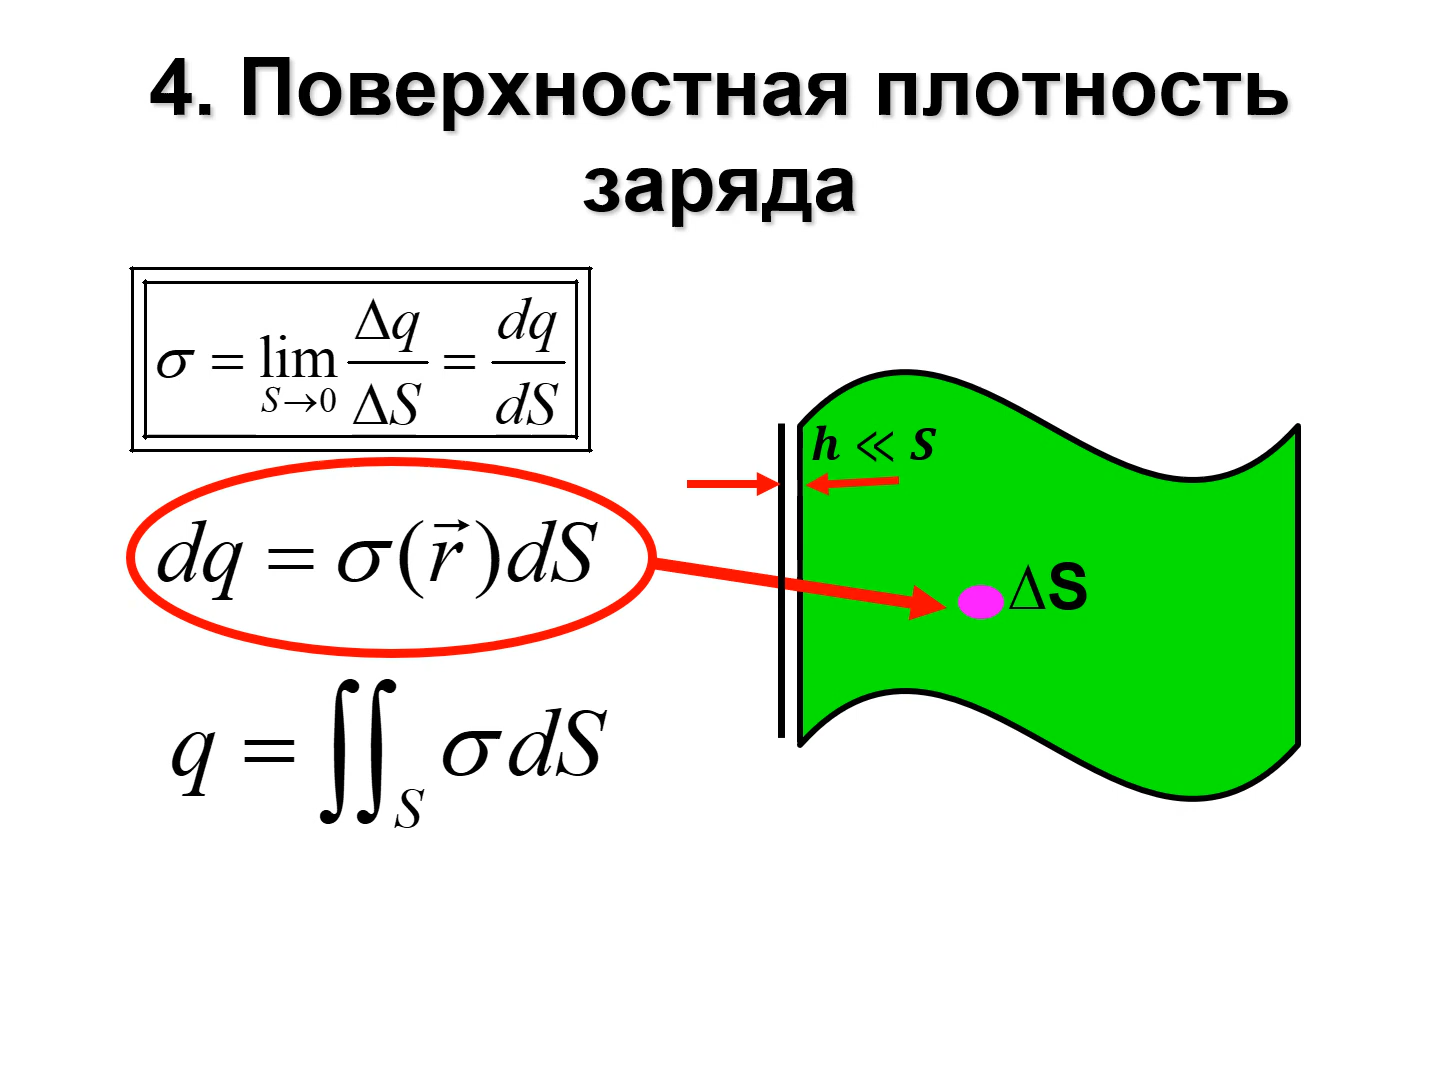 4. Поверхностная плотность
заряда
σ = lim_{S→0} Δq/ΔS = dq/dS
h ≪ S
dq = σ(r⃗)dS
ΔS
q = ∬_S σdS